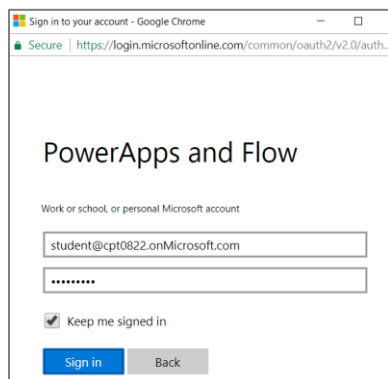 Sign in to your account - Google Chrome
Secure | https://login.microsoftonline.com/common/oauth2/v2.0/auth...
PowerApps and Flow
Work or school, or personal Microsoft account
student@cpt0822.onMicrosoft.com
•••••••••
Keep me signed in
Sign in Back